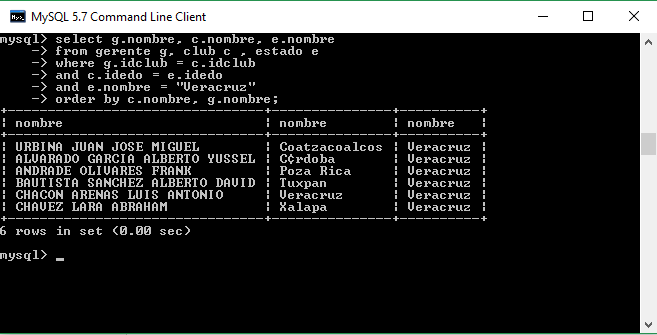 MySQL 5.7 Command Line Client
mysql> select g.nombre, c.nombre, e.nombre
-> from gerente g, club c , estado e
-> where g.idclub = c.idclub
-> and c.idedo = e.idedo
-> and e.nombre = "Veracruz"
-> order by c.nombre, g.nombre;
+--------------------------------+--------------+----------+
| nombre | nombre | nombre |
+--------------------------------+--------------+----------+
| URBINA JUAN JOSE MIGUEL | Coatzacoalcos | Veracruz |
| ALVARADO GARCIA ALBERTO YUSSEL | C¢rdoba | Veracruz |
| ANDRADE OLIVARES FRANK | Poza Rica | Veracruz |
| BAUTISTA SANCHEZ ALBERTO DAVID | Tuxpan | Veracruz |
| CHACON ARENAS LUIS ANTONIO | Veracruz | Veracruz |
| CHAVEZ LARA ABRAHAM | Xalapa | Veracruz |
+--------------------------------+--------------+----------+
6 rows in set (0.00 sec)
mysql> _